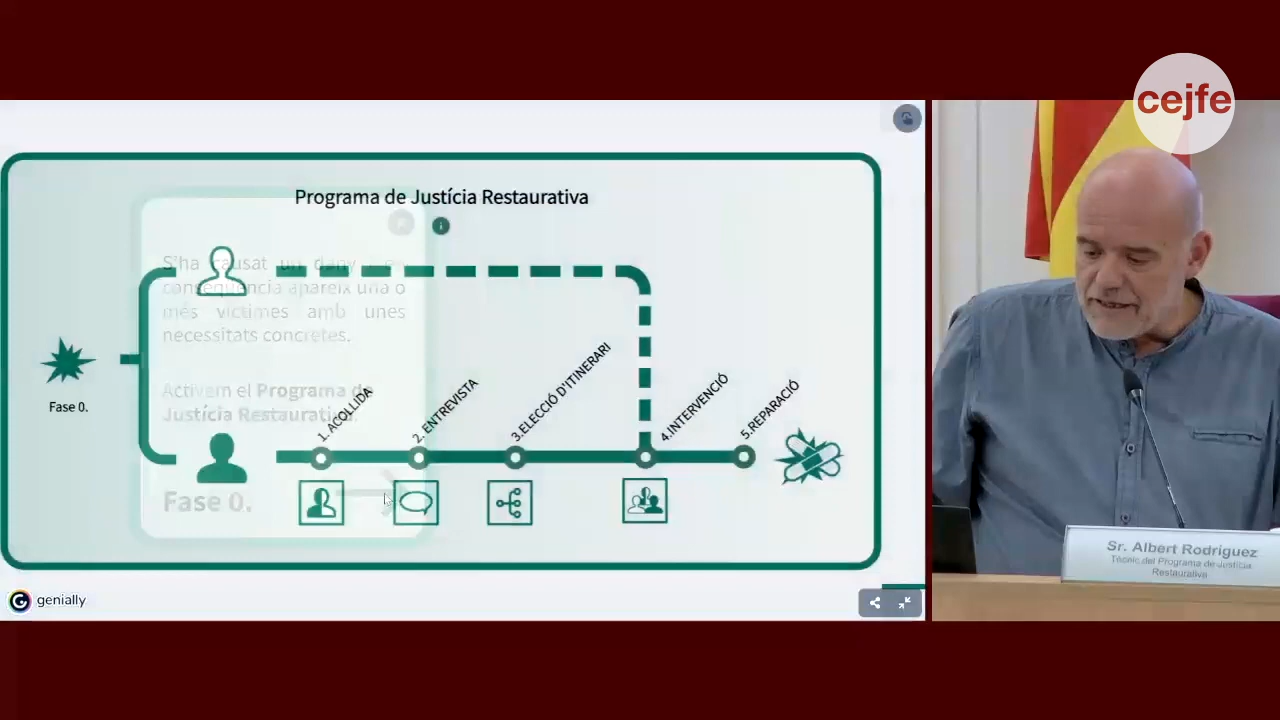 cejfe
Programa de Justícia Restaurativa
i
S'ha causat un dany
conseqüència apareix una o
més víctimes amb unes
necessitats concretes.
Activem el Programa de
Justícia Restaurativa.
Fase 0.
Fase 0.
1. ACOLLIDA
2. ENTREVISTA
3.ELECCIÓ D'ITINERARI
4.INTERVENCIÓ
5.REPARACIÓ
genially
Sr. Albert Rodríguez
Tècnic del Programa de Justícia
Restaurativa